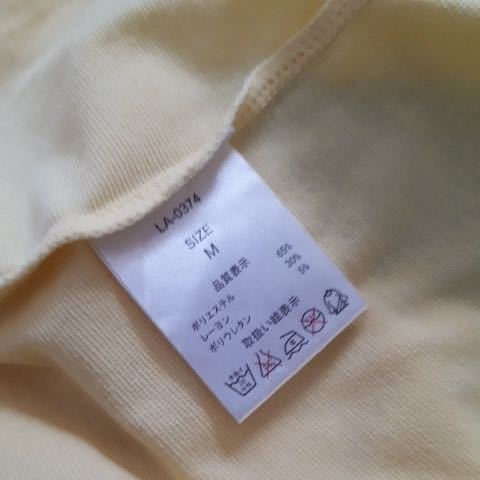 LA-0374
SIZE
M
品質表示
ポリエステル 65%
レーヨン 30%
ポリウレタン 5%
取扱い絵表示